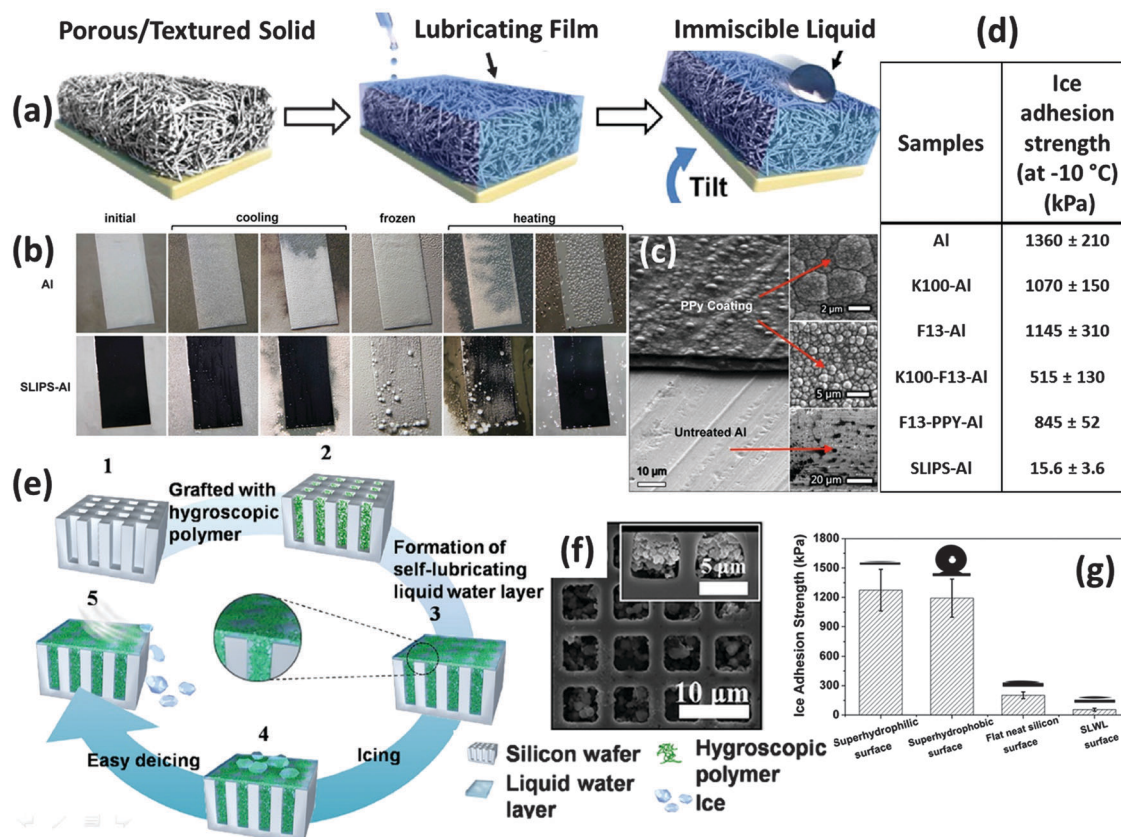 Porous/Textured Solid
Lubricating Film
Immiscible Liquid
(a)
Tilt
(d)
Samples
Ice
adhesion
strength
(at -10 °C)
(kPa)
Al
1360 ± 210
K100-Al
1070 ± 150
F13-Al
1145 ± 310
K100-F13-Al
515 ± 130
F13-PPY-Al
845 ± 52
SLIPS-Al
15.6 ± 3.6
initial
cooling
frozen
heating
(b)
Al
SLIPS-Al
(c)
PPy Coating
Untreated Al
10 µm
2 µm
5 µm
20 µm
(e)
1
Grafted with
hygroscopic
polymer
2
Formation of
self-lubricating
liquid water layer
3
Icing
4
Easy deicing
5
Silicon wafer
Liquid water
layer
Hygroscopic
polymer
Ice
(f)
5 µm
10 µm
(g)
Ice Adhesion Strength (kPa)
1800
1500
1200
900
600
300
0
Superhydrophilic
surface
Superhydrophobic
surface
Flat neat silicon
surface
SLWL
surface